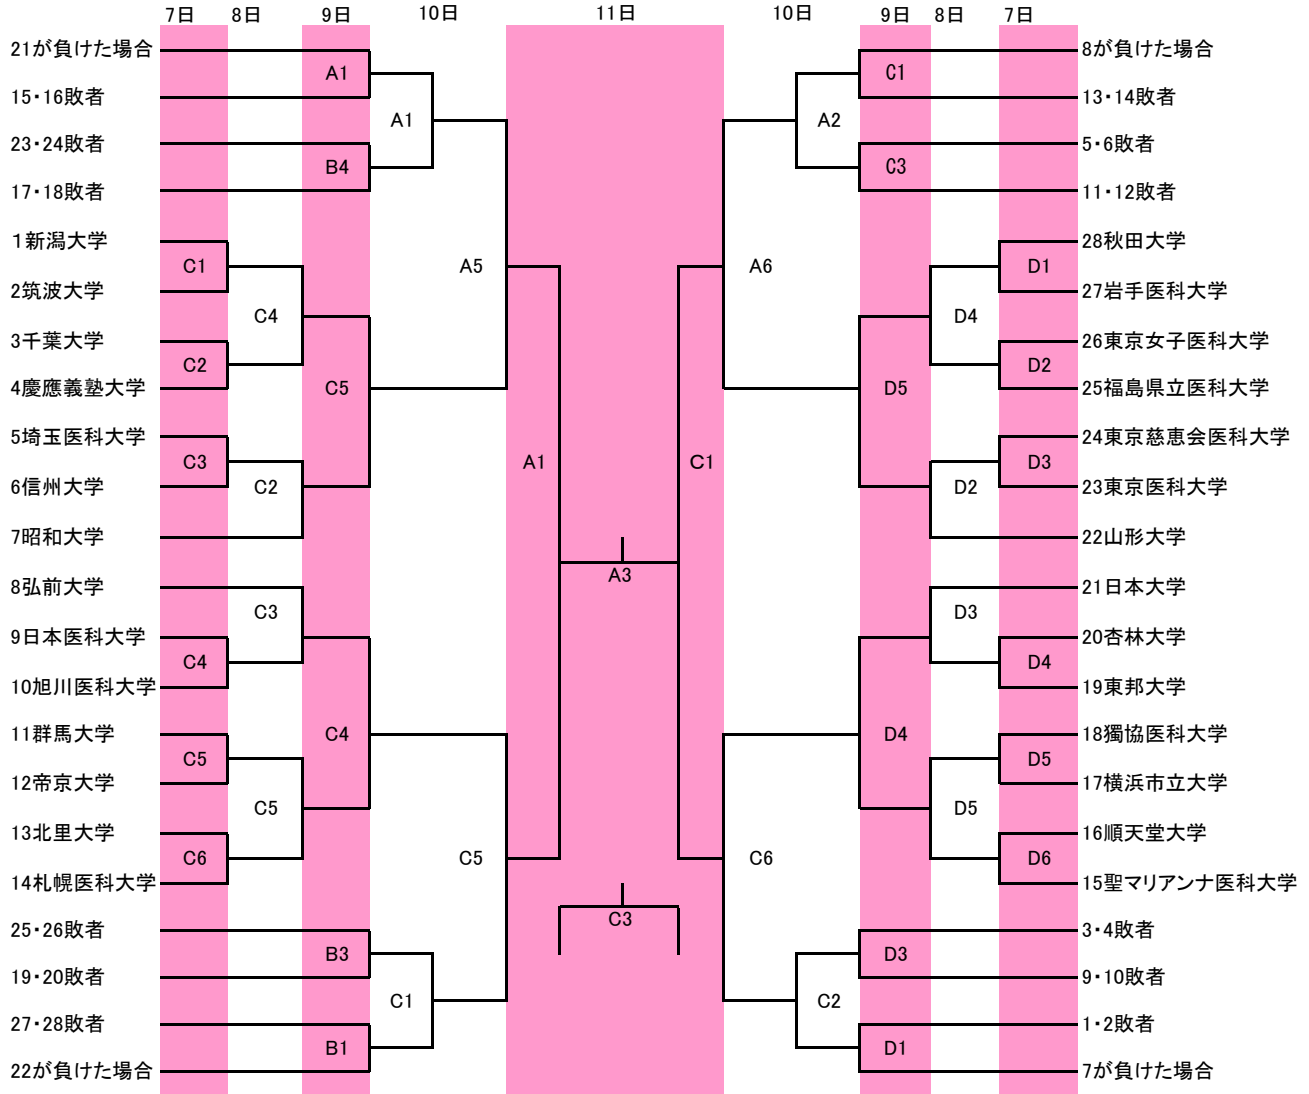 7日 8日 9日 10日 11日 10日 9日 8日 7日
21が負けた場合
15・16敗者
23・24敗者
17・18敗者
1新潟大学
2筑波大学
3千葉大学
4慶應義塾大学
5埼玉医科大学
6信州大学
7昭和大学
8弘前大学
9日本医科大学
10旭川医科大学
11群馬大学
12帝京大学
13北里大学
14札幌医科大学
25・26敗者
19・20敗者
27・28敗者
22が負けた場合
C1
C2
C3
C4
C5
C6
C4
C2
C3
C5
A1
B4
C5
C4
B3
B1
A1
C1
A5
C5
A1
A3
C3
C1
A6
C6
A2
C2
C1
C3
D5
D4
D3
D1
D4
D2
D3
D5
D1
D2
D3
D4
D5
D6
8が負けた場合
13・14敗者
5・6敗者
11・12敗者
28秋田大学
27岩手医科大学
26東京女子医科大学
25福島県立医科大学
24東京慈恵会医科大学
23東京医科大学
22山形大学
21日本大学
20杏林大学
19東邦大学
18獨協医科大学
17横浜市立大学
16順天堂大学
15聖マリアンナ医科大学
3・4敗者
9・10敗者
1・2敗者
7が負けた場合